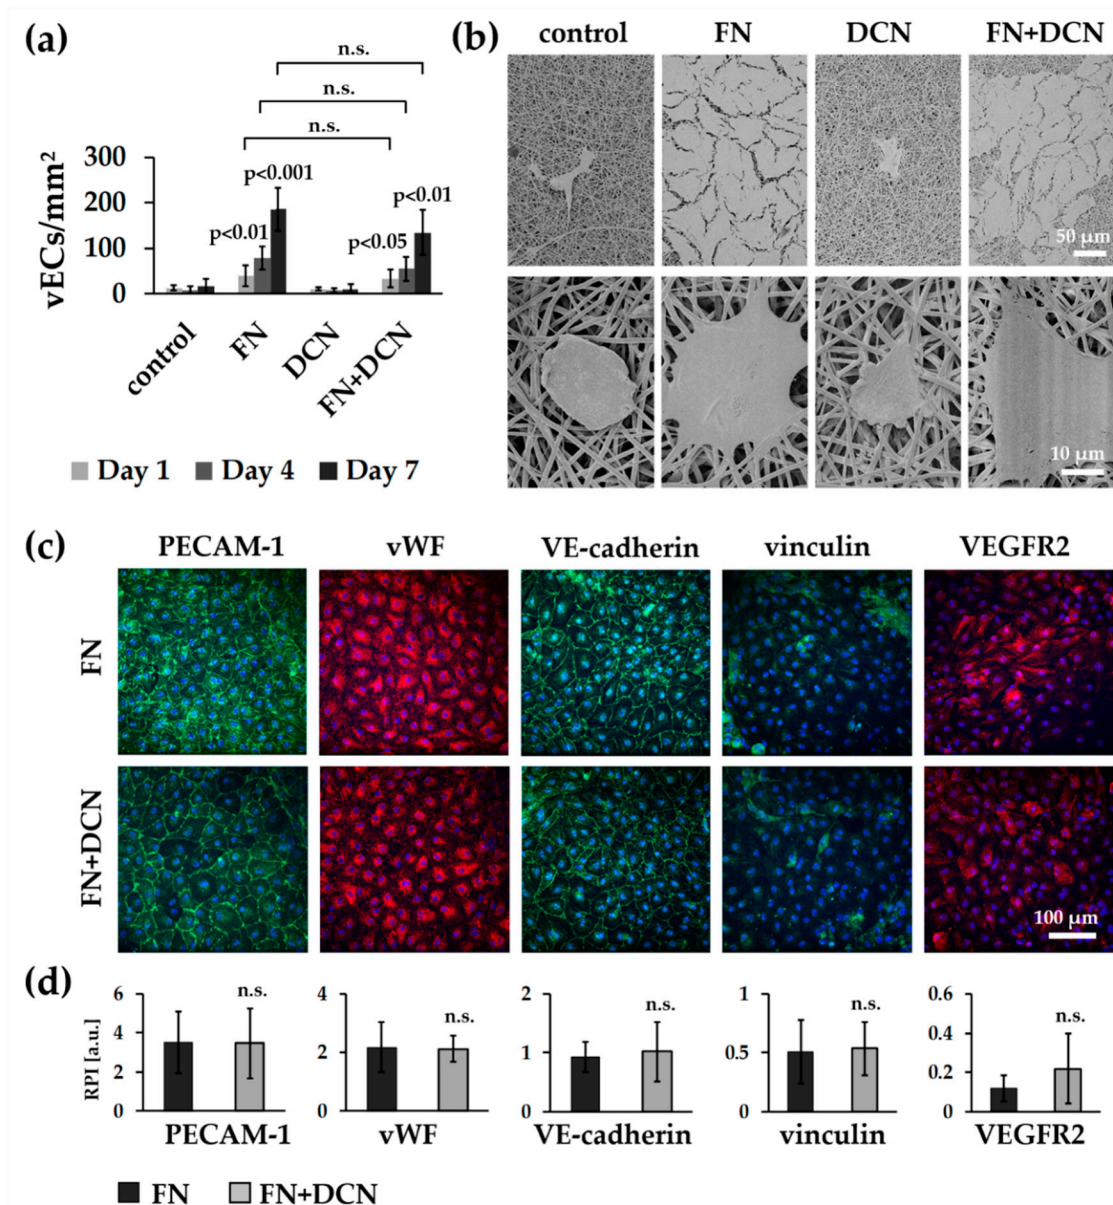 (a)
n.s.
n.s.
n.s.
300
200
100
0
vECs/mm²
p<0.01
p<0.001
p<0.05
p<0.01
control
FN
DCN
FN+DCN
Day 1 Day 4 Day 7
(b)
control FN DCN FN+DCN
50 µm
10 µm
(c)
PECAM-1 vWF VE-cadherin vinculin VEGFR2
FN
FN+DCN
100 µm
(d)
RPI [a.u.]
6
4
2
0
n.s.
PECAM-1
4
2
0
n.s.
vWF
2
1
0
n.s.
VE-cadherin
1
0.5
0
n.s.
vinculin
0.6
0.4
0.2
0
n.s.
VEGFR2
FN FN+DCN